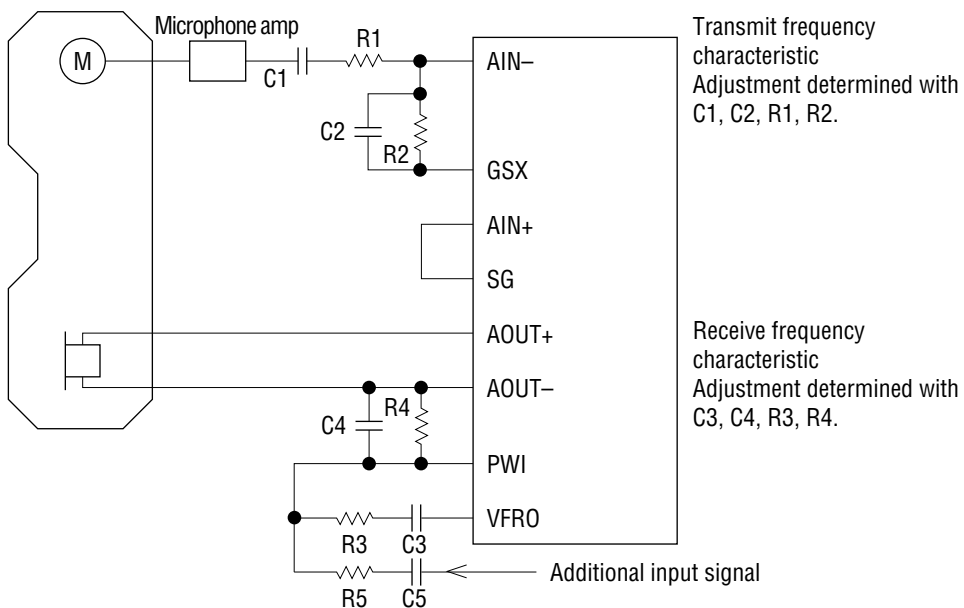 Microphone amp
M
C1
R1
C2
R2
AIN–
GSX
AIN+
SG
AOUT+
AOUT–
PWI
VFRO
C4
R4
R3
C3
R5
C5
Additional input signal
Transmit frequency
characteristic
Adjustment determined with
C1, C2, R1, R2.
Receive frequency
characteristic
Adjustment determined with
C3, C4, R3, R4.